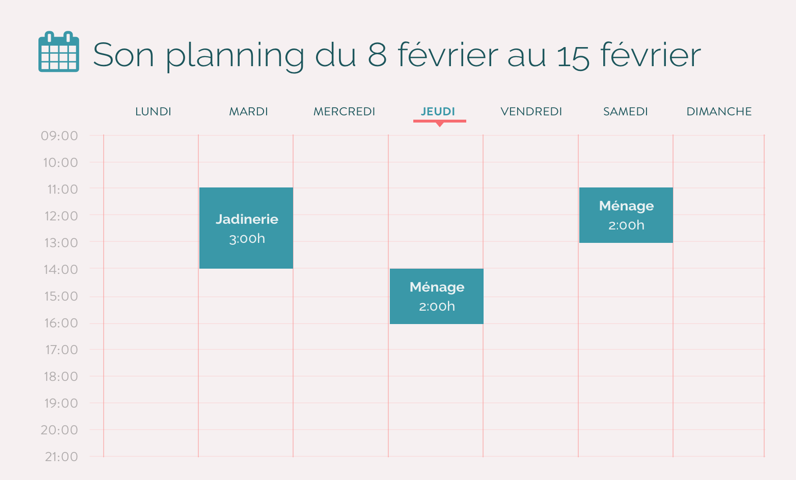 Son planning du 8 février au 15 février
LUNDI MARDI MERCREDI JEUDI VENDREDI SAMEDI DIMANCHE
09:00
10:00
11:00
12:00
13:00
14:00
15:00
16:00
17:00
18:00
19:00
20:00
21:00
Jadinerie
3:00h
Ménage
2:00h
Ménage
2:00h